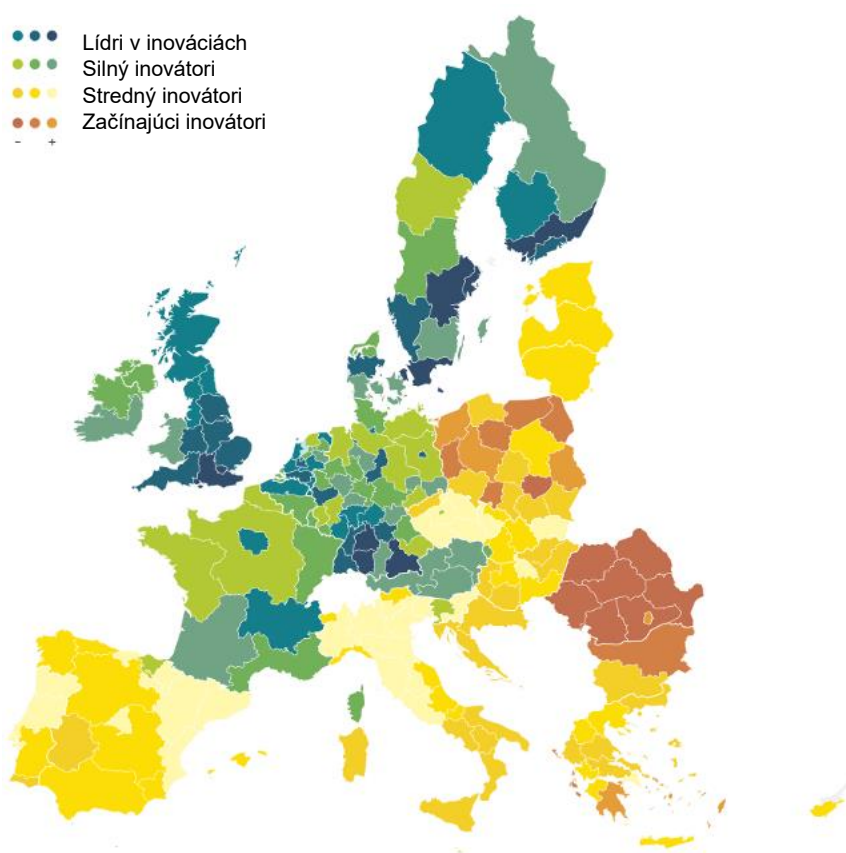 Lídri v inováciách
Silný inovátori
Stredný inovátori
Začínajúci inovátori
- +